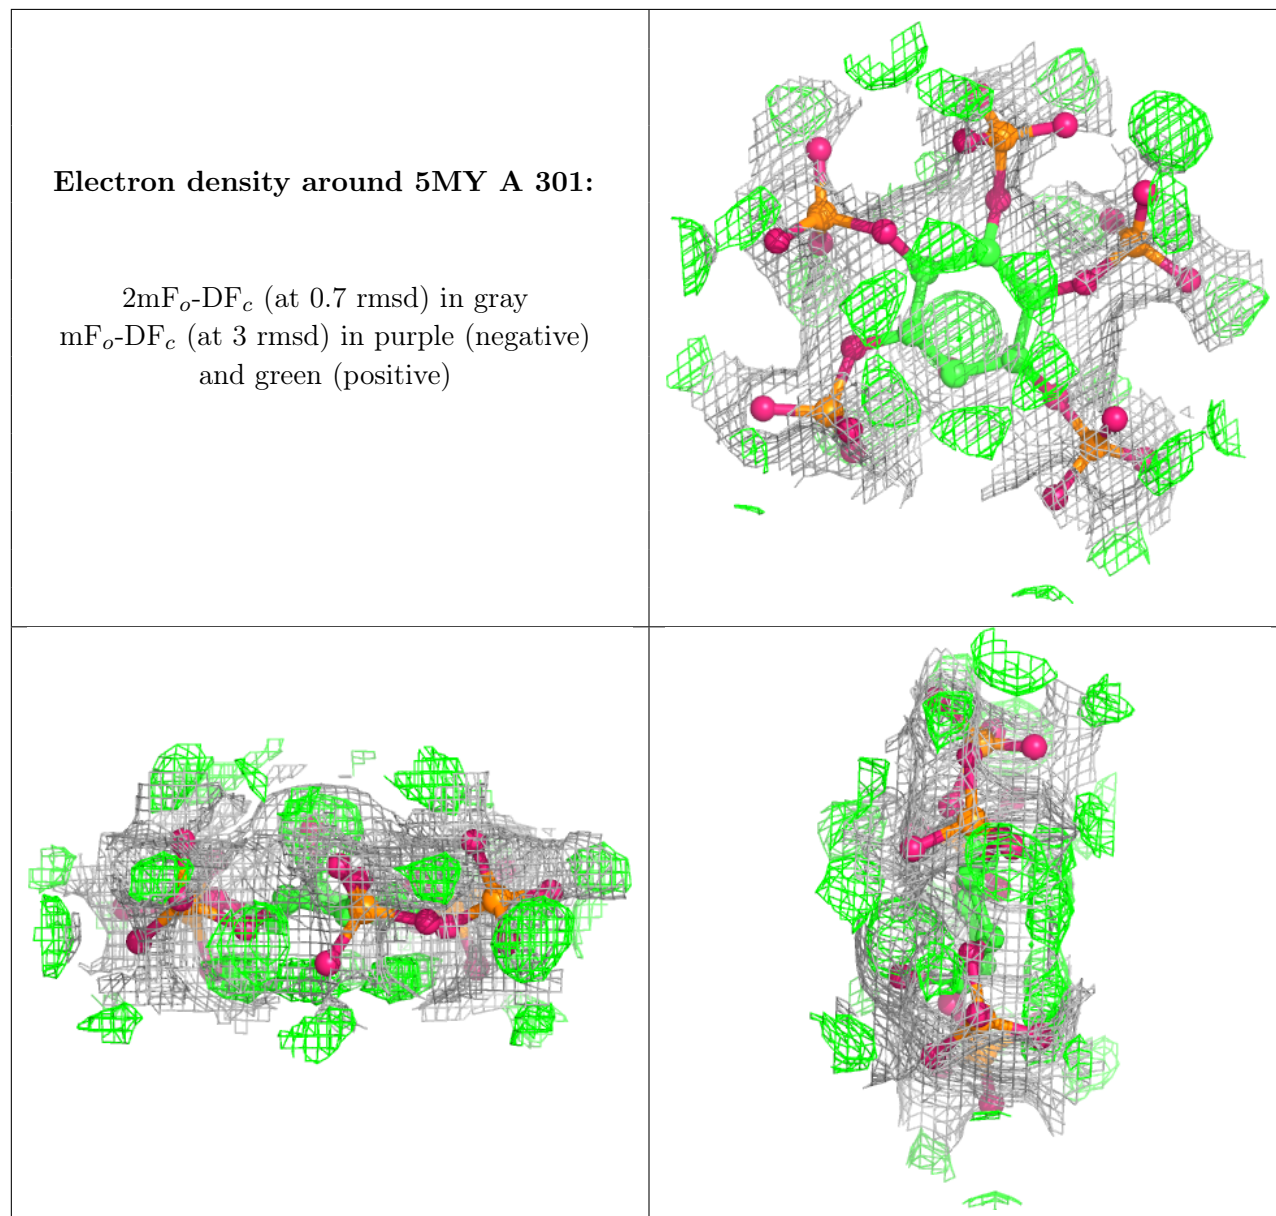 Electron density around 5MY A 301:
2mFo-DFc (at 0.7 rmsd) in gray
mFo-DFc (at 3 rmsd) in purple (negative)
and green (positive)